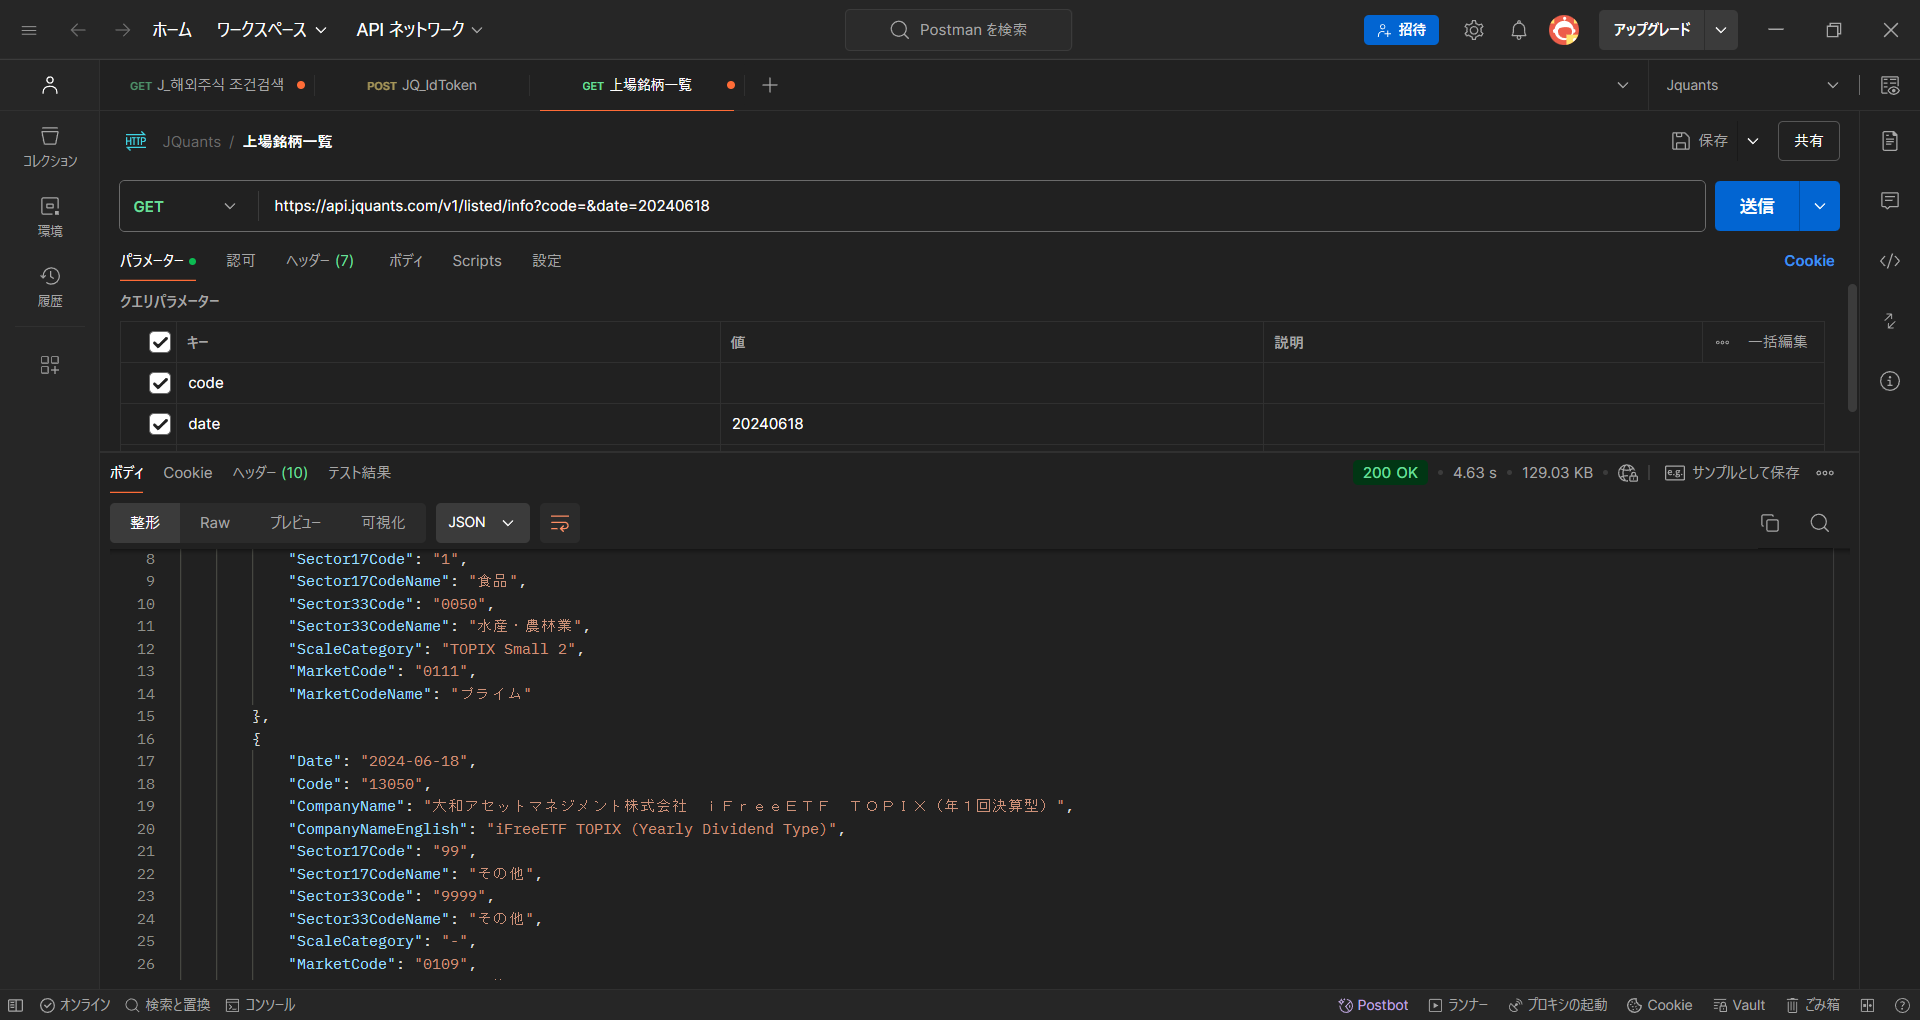 ホーム ワークスペース API ネットワーク Postman を検索 招待 アップグレード
GET J_해외주식 조건검색 POST JQ_IdToken GET 上場銘柄一覧 Jquants
HTTP JQuants / 上場銘柄一覧 保存 共有
コレクション
環境
履歴
GET https://api.jquants.com/v1/listed/info?code=&date=20240618 送信
パラメーター 認可 ヘッダー (7) ボディ Scripts 設定 Cookie
クエリパラメーター
キー 値 説明 一括編集
code
date 20240618
ボディ Cookie ヘッダー (10) テスト結果 200 OK 4.63 s 129.03 KB e.g. サンプルとして保存
整形 Raw プレビュー 可視化 JSON
8 "Sector17Code": "1",
9 "Sector17CodeName": "食品",
10 "Sector33Code": "0050",
11 "Sector33CodeName": "水産・農林業",
12 "ScaleCategory": "TOPIX Small 2",
13 "MarketCode": "0111",
14 "MarketCodeName": "プライム"
15 },
16 {
17 "Date": "2024-06-18",
18 "Code": "13050",
19 "CompanyName": "大和アセットマネジメント株式会社　ｉＦｒｅｅＥＴＦ　ＴＯＰＩＸ（年１回決算型）",
20 "CompanyNameEnglish": "iFreeETF TOPIX (Yearly Dividend Type)",
21 "Sector17Code": "99",
22 "Sector17CodeName": "その他",
23 "Sector33Code": "9999",
24 "Sector33CodeName": "その他",
25 "ScaleCategory": "-",
26 "MarketCode": "0109",
オンライン 検索と置換 コンソール Postbot ランナー プロキシの起動 Cookie Vault ごみ箱